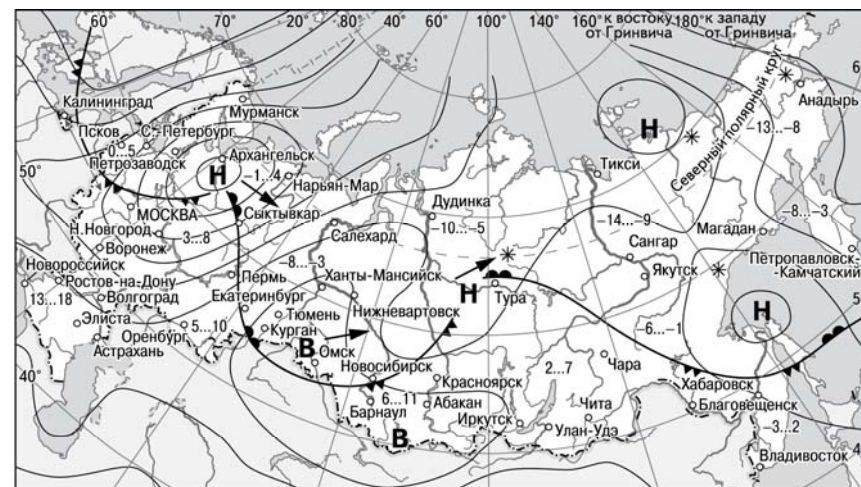 60° 70° 20° 80° 40° 60° 80° 100° 120° 140° к востоку 180° к западу
от Гринвича от Гринвича
Северный полярный круг
Калининград
Мурманск
Анадырь
Псков
С.-Петербург
−13...−8
0...5
Петрозаводск
Архангельск
Н
50°
Н
−1...4
Нарьян-Мар
Тикси
МОСКВА
Сыктывкар
Дудинка
−14...−9
−8...−3
Н.Новгород
3...8
Салехард
−10...−5
Магадан
Воронеж
Сангар
Новороссийск
−8...−3
Петропавловск-
Камчатский
Ростов-на-Дону
Пермь
Ханты-Мансийск
Якутск
13...18
Волгоград
Екатеринбург
Н
Тура
Нижневартовск
Н
Элиста
5...10
Тюмень
−6...−1
Оренбург
Курган
Астрахань
В
Омск
Чара
40°
Новосибирск
2...7
Красноярск
Хабаровск
6...11
Абакан
Барнаул
Иркутск
Чита
Благовещенск
В
Улан-Удэ
−3...2
Владивосток